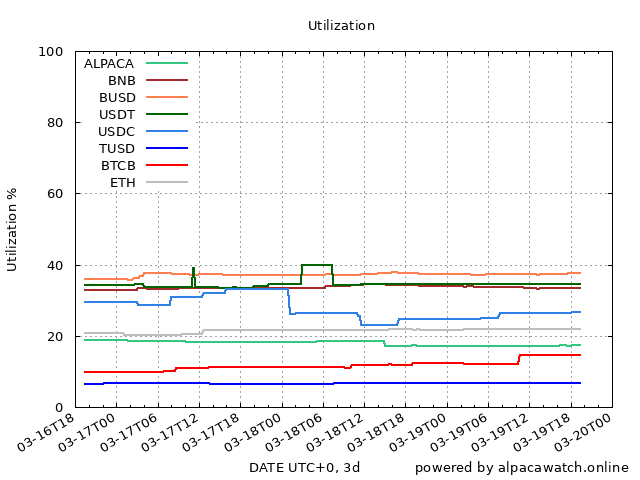 Utilization
100
80
60
40
20
0
Utilization %
ALPACA
BNB
BUSD
USDT
USDC
TUSD
BTCB
ETH
03-16T18
03-17T00
03-17T06
03-17T12
03-17T18
03-18T00
03-18T06
03-18T12
03-18T18
03-19T00
03-19T06
03-19T12
03-19T18
03-20T00
DATE UTC+0, 3d
powered by alpacawatch.online